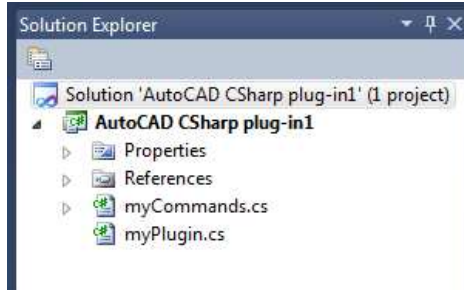 Solution Explorer
Solution 'AutoCAD CSharp plug-in1' (1 project)
AutoCAD CSharp plug-in1
Properties
References
myCommands.cs
myPlugin.cs